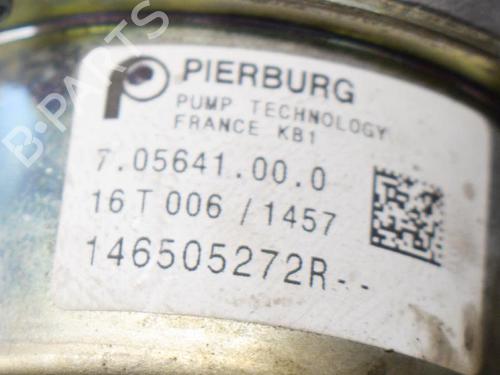 PIERBURG
PUMP TECHNOLOGY
FRANCE KB1
7.05641.00.0
16 T 006 / 1457
146505272R--
B-PARTS